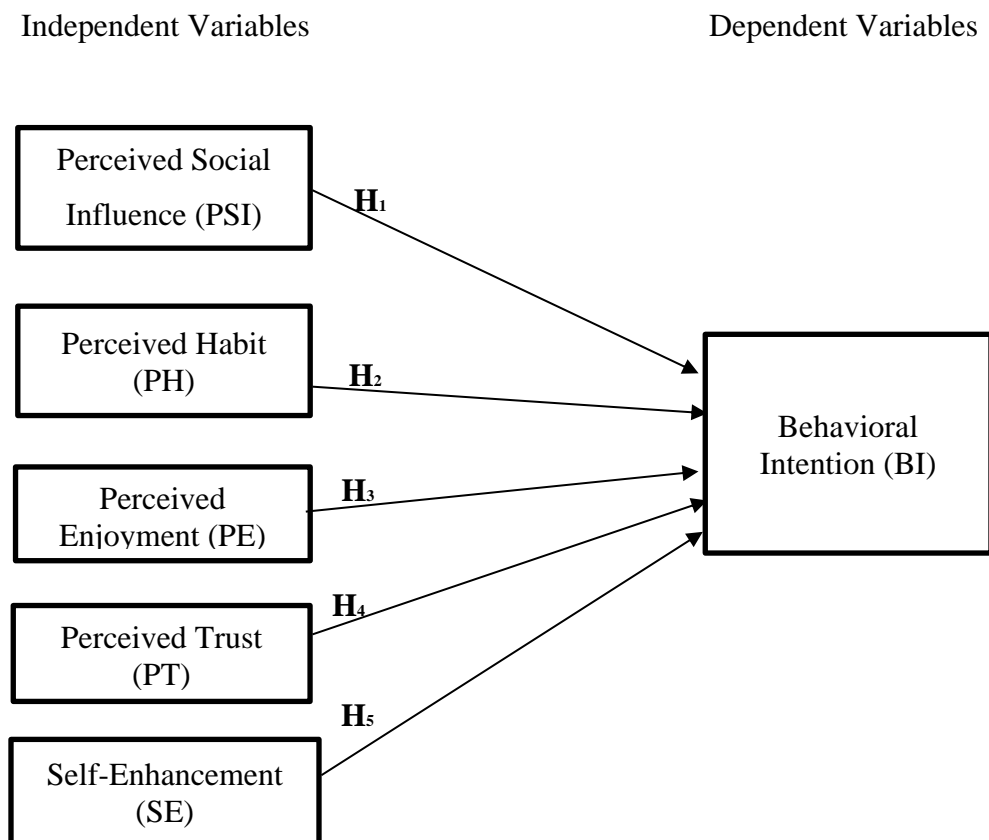 Independent Variables
Dependent Variables
Perceived Social
Influence (PSI)
H₁
Perceived Habit
(PH)
H₂
Perceived
Enjoyment (PE)
H₃
Perceived Trust
(PT)
H₄
Self-Enhancement
(SE)
H₅
Behavioral
Intention (BI)